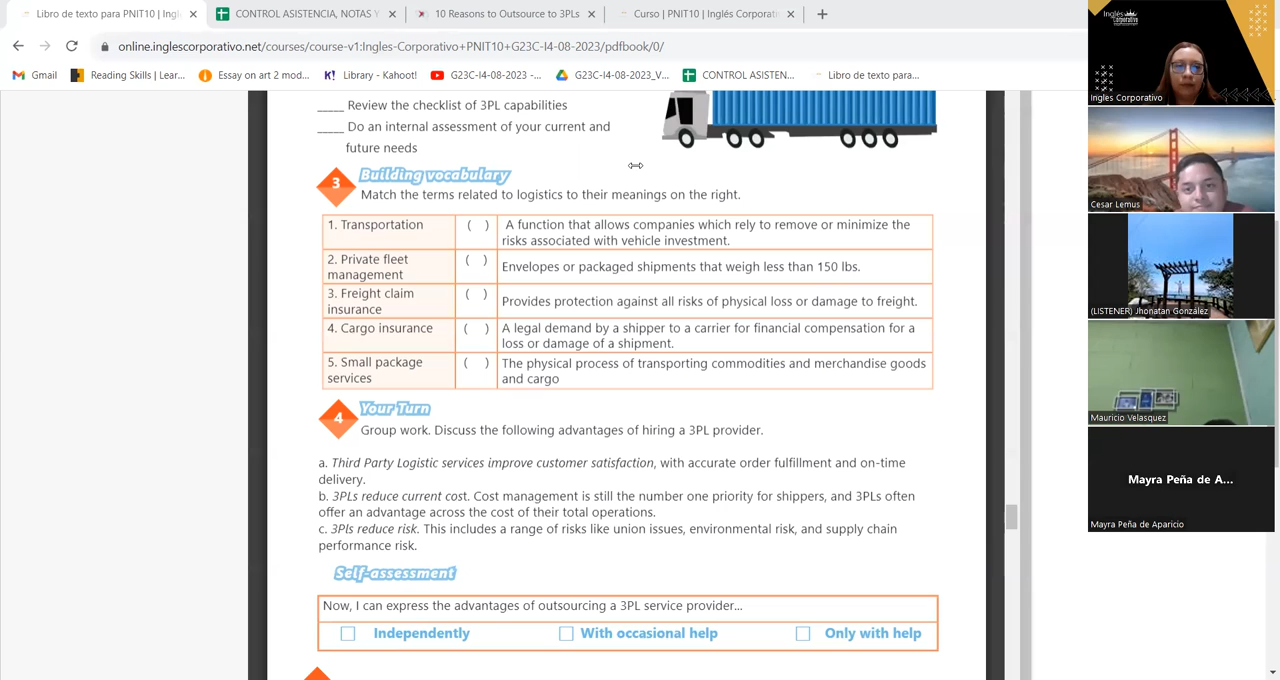 Libro de texto para PNIT10 | Ingl
CONTROL ASISTENCIA, NOTAS Y
10 Reasons to Outsource to 3PLs
Curso | PNIT10 | Inglés Corporati
online.inglescorporativo.net/courses/course-v1:Ingles-Corporativo+PNIT10+G23C-I4-08-2023/pdfbook/0/
Gmail
Reading Skills | Lear...
Essay on art 2 mod...
Library - Kahoot!
G23C-I4-08-2023 -...
G23C-I4-08-2023_V...
CONTROL ASISTEN...
Libro de texto para...
_____ Review the checklist of 3PL capabilities
_____ Do an internal assessment of your current and
future needs
3 Building vocabulary
Match the terms related to logistics to their meanings on the right.
1. Transportation ( ) A function that allows companies which rely to remove or minimize the
risks associated with vehicle investment.
2. Private fleet
management ( ) Envelopes or packaged shipments that weigh less than 150 lbs.
3. Freight claim
insurance ( ) Provides protection against all risks of physical loss or damage to freight.
4. Cargo insurance ( ) A legal demand by a shipper to a carrier for financial compensation for a
loss or damage of a shipment.
5. Small package
services ( ) The physical process of transporting commodities and merchandise goods
and cargo
4 Your Turn
Group work. Discuss the following advantages of hiring a 3PL provider.
a. Third Party Logistic services improve customer satisfaction, with accurate order fulfillment and on-time
delivery.
b. 3PLs reduce current cost. Cost management is still the number one priority for shippers, and 3PLs often
offer an advantage across the cost of their total operations.
c. 3Pls reduce risk. This includes a range of risks like union issues, environmental risk, and supply chain
performance risk.
Self-assessment
Now, I can express the advantages of outsourcing a 3PL service provider...
Independently
With occasional help
Only with help
Inglés
Corporativo
Ingles Corporativo
Cesar Lemus
(LISTENER) Jhonatan González
Mauricio Velasquez
Mayra Peña de A...
Mayra Peña de Aparicio